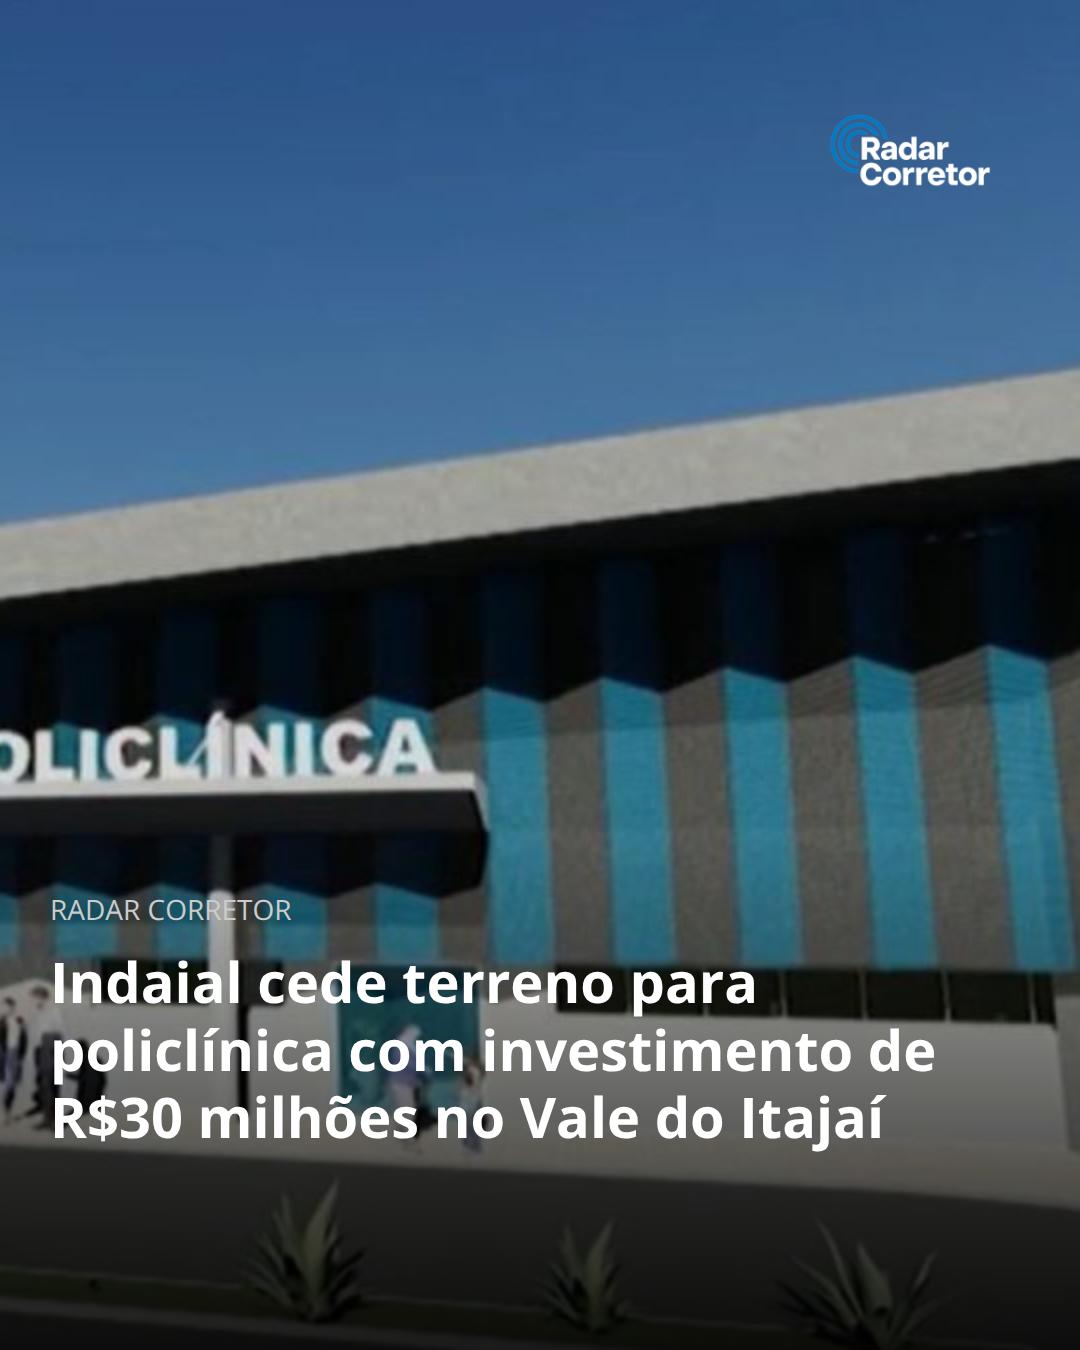 Radar
Corretor
OLICLÍNICA
RADAR CORRETOR
Indaial cede terreno para
policlínica com investimento de
R$30 milhões no Vale do Itajaí